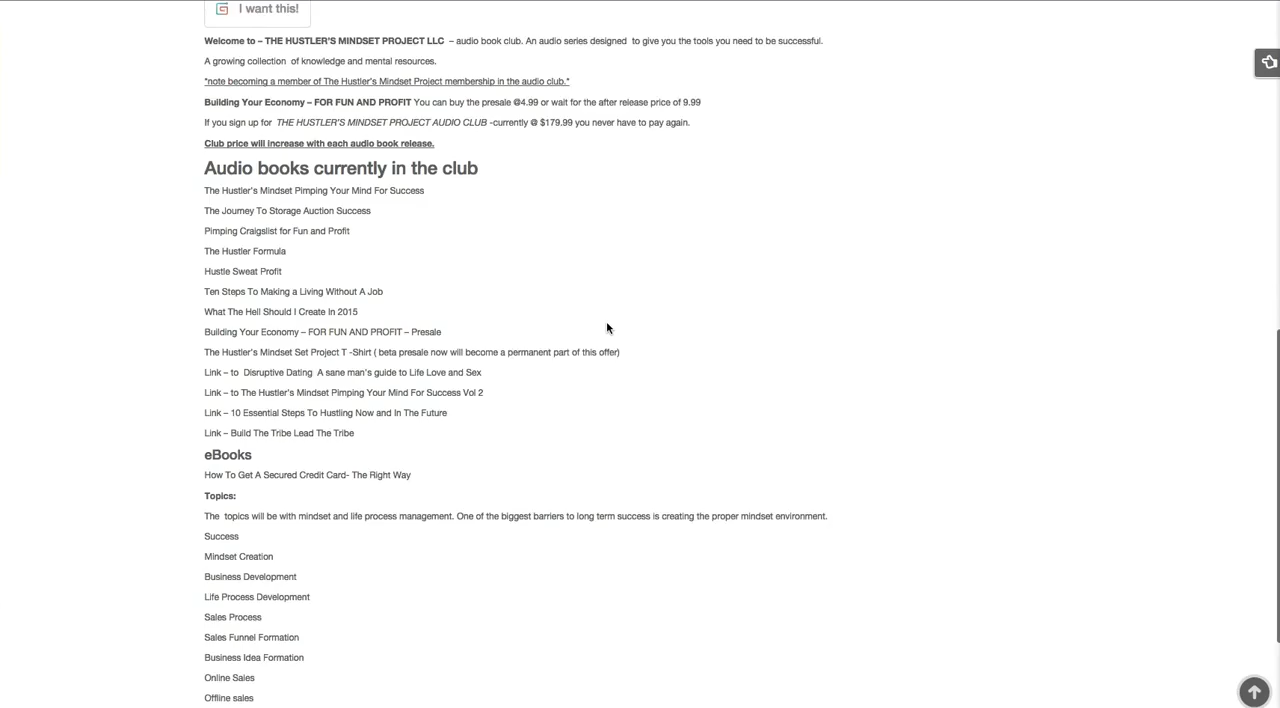 I want this!
Welcome to – THE HUSTLER'S MINDSET PROJECT LLC – audio book club. An audio series designed to give you the tools you need to be successful.
A growing collection of knowledge and mental resources.
*note becoming a member of The Hustler's Mindset Project membership in the audio club.*
Building Your Economy – FOR FUN AND PROFIT You can buy the presale @4.99 or wait for the after release price of 9.99
If you sign up for THE HUSTLER'S MINDSET PROJECT AUDIO CLUB -currently @ $179.99 you never have to pay again.
Club price will increase with each audio book release.
Audio books currently in the club
The Hustler's Mindset Pimping Your Mind For Success
The Journey To Storage Auction Success
Pimping Craigslist for Fun and Profit
The Hustler Formula
Hustle Sweat Profit
Ten Steps To Making a Living Without A Job
What The Hell Should I Create In 2015
Building Your Economy – FOR FUN AND PROFIT – Presale
The Hustler's Mindset Set Project T -Shirt ( beta presale now will become a permanent part of this offer)
Link – to Disruptive Dating A sane man's guide to Life Love and Sex
Link – to The Hustler's Mindset Pimping Your Mind For Success Vol 2
Link – 10 Essential Steps To Hustling Now and In The Future
Link – Build The Tribe Lead The Tribe
eBooks
How To Get A Secured Credit Card- The Right Way
Topics:
The topics will be with mindset and life process management. One of the biggest barriers to long term success is creating the proper mindset environment.
Success
Mindset Creation
Business Development
Life Process Development
Sales Process
Sales Funnel Formation
Business Idea Formation
Online Sales
Offline sales